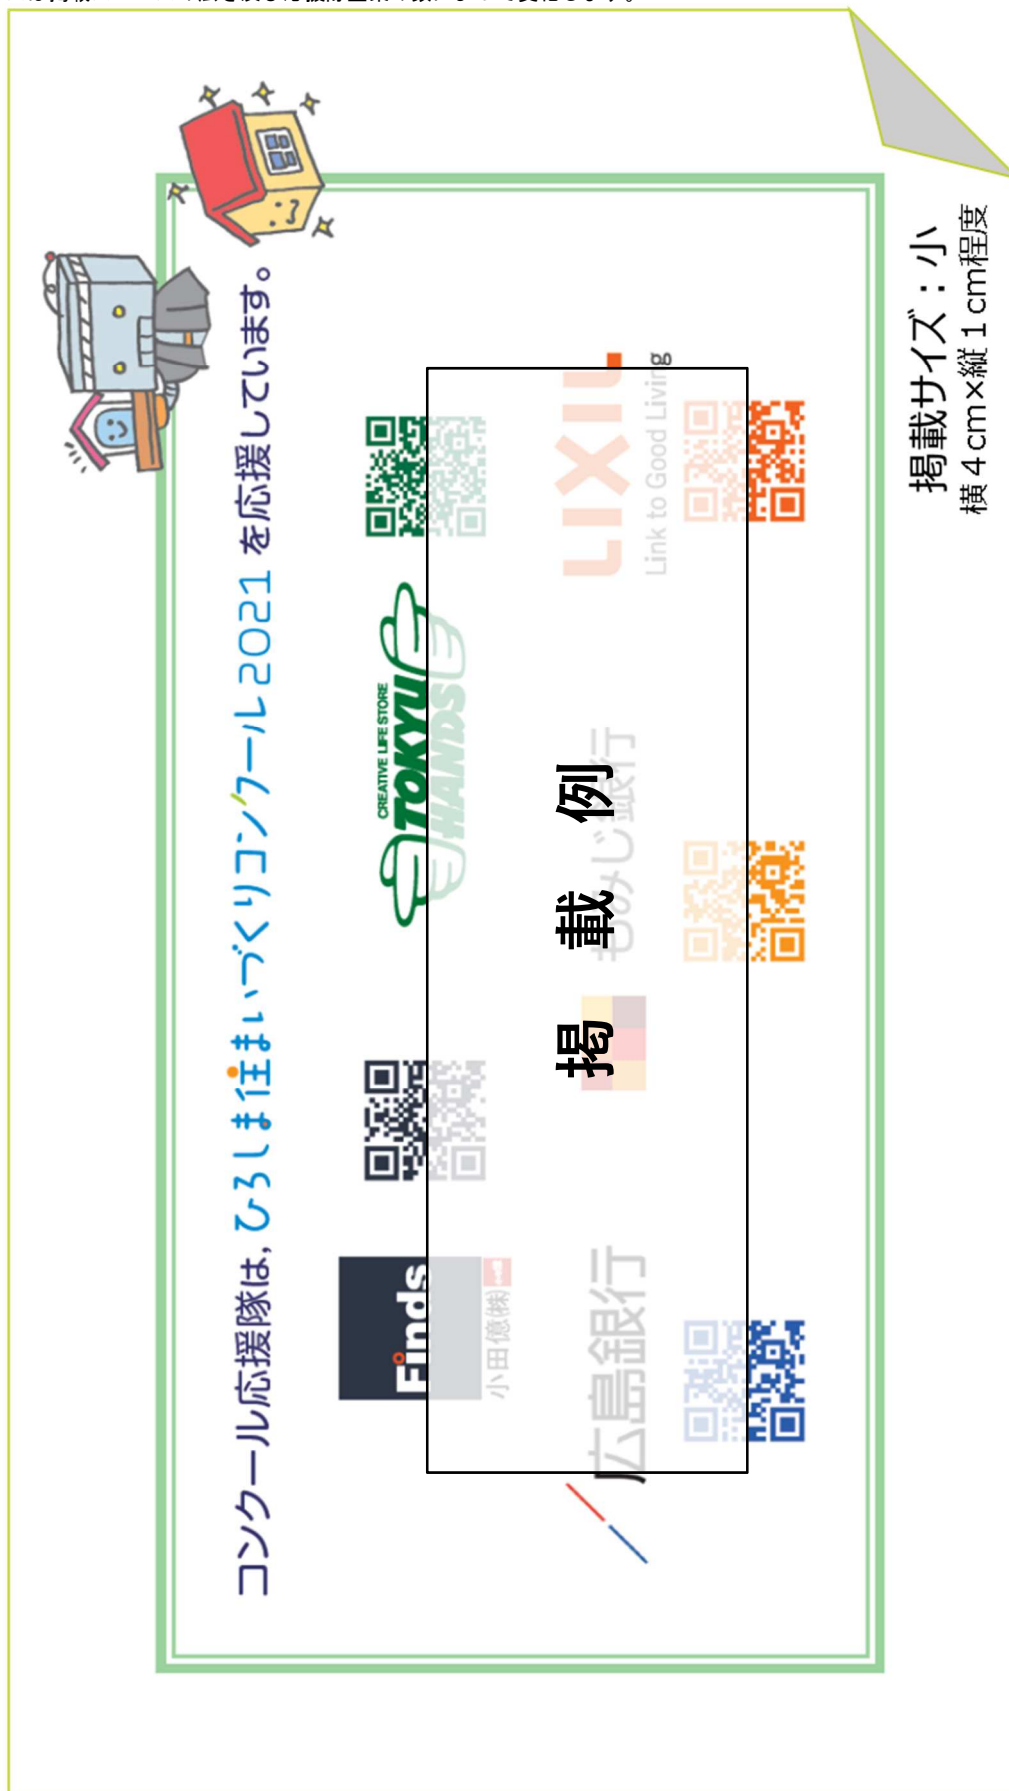 コンクール応援隊は，ひろしま住まいづくりコンクール2021 を応援しています。
Finds
小田億㈱
CREATIVE LIFE STORE
TOKYU
HANDS
広島銀行
もみじ銀行
LIXIL
Link to Good Living
掲 載 例
掲載サイズ：小
横４cm×縦１cm程度